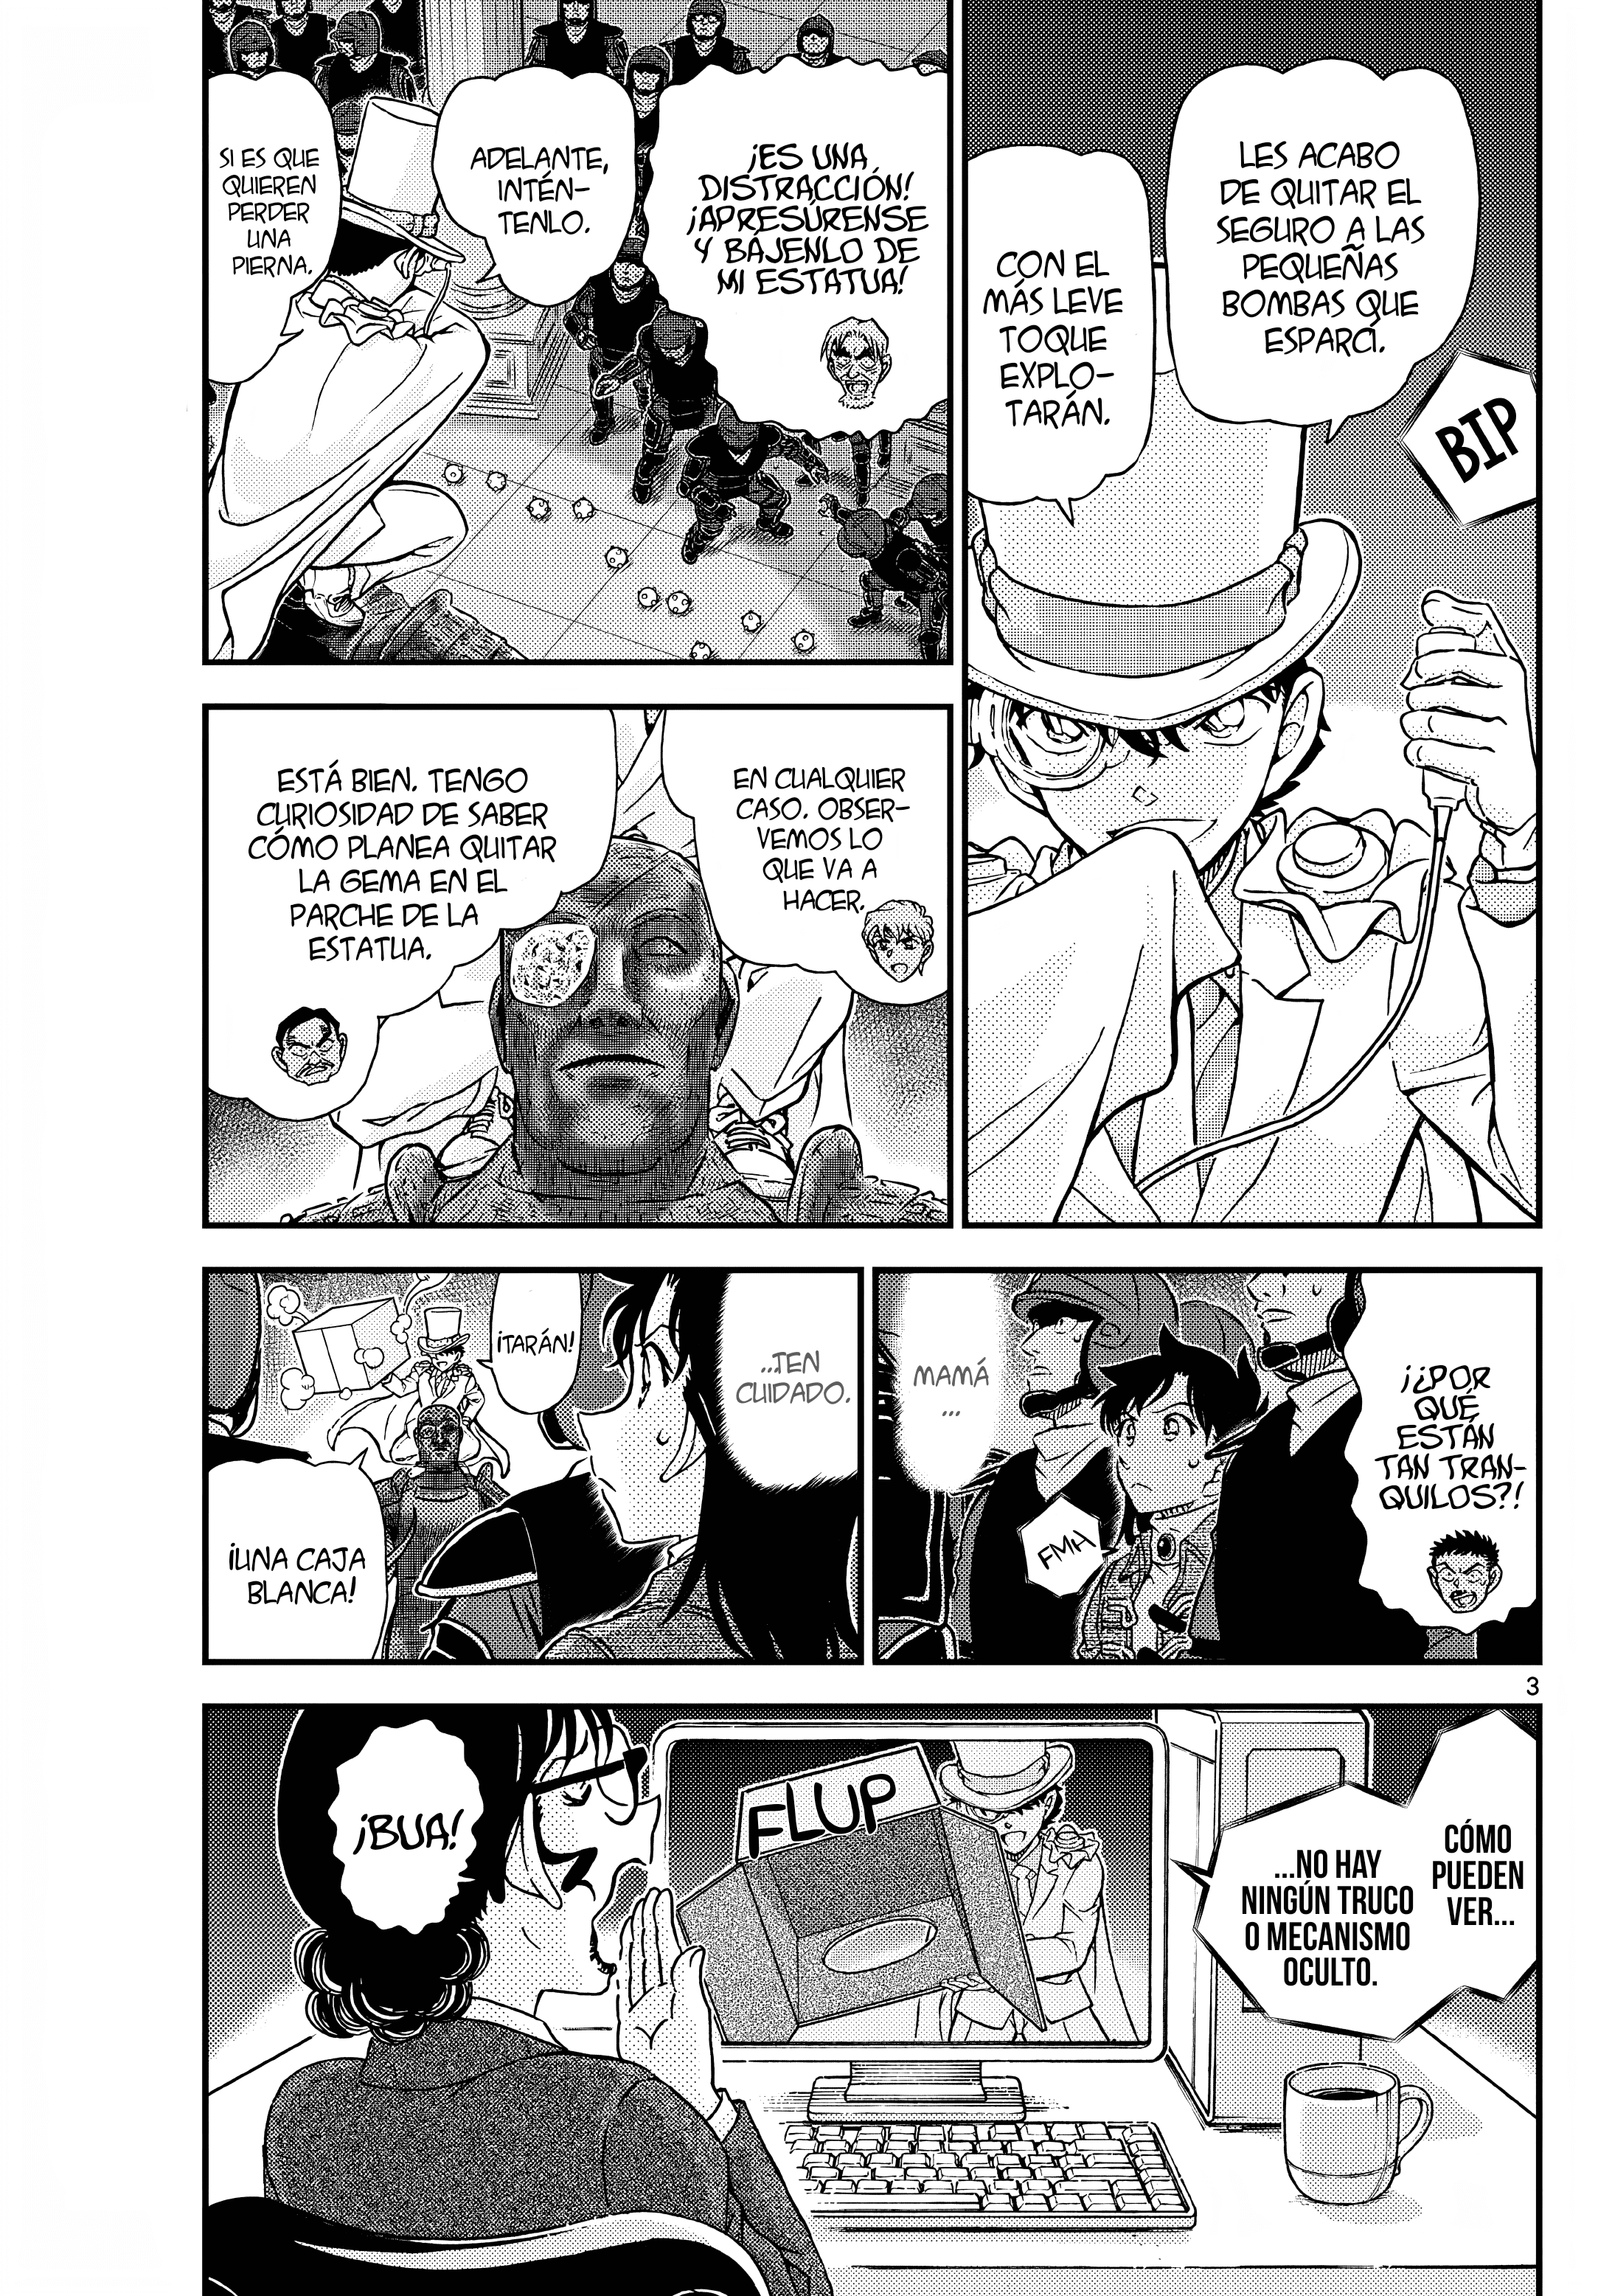 LES ACABO
DE QUITAR EL
SEGURO A LAS
PEQUEÑAS
BOMBAS QUE
ESPARCÍ.
BIP
CON EL
MÁS LEVE
TOQUE
EXPLO-
TARÁN.
¡ES UNA
DISTRACCIÓN!
¡APRESÚRENSE
Y BÁJENLO DE
MI ESTATUA!
ADELANTE,
INTÉN-
TENLO.
SI ES QUE
QUIEREN
PERDER
UNA
PIERNA.
EN CUALQUIER
CASO. OBSER-
VEMOS LO
QUE VA A
HACER.
ESTÁ BIEN. TENGO
CURIOSIDAD DE SABER
CÓMO PLANEA QUITAR
LA GEMA EN EL
PARCHE DE LA
ESTATUA.
¡¿POR
QUÉ
ESTÁN
TAN TRAN-
QUILOS?!
FMH
MAMÁ
...
...TEN
CUIDADO.
¡TARÁN!
¡UNA CAJA
BLANCA!
3
CÓMO
PUEDEN
VER...
...NO HAY
NINGÚN TRUCO
O MECANISMO
OCULTO.
FLUP
¡BUA!